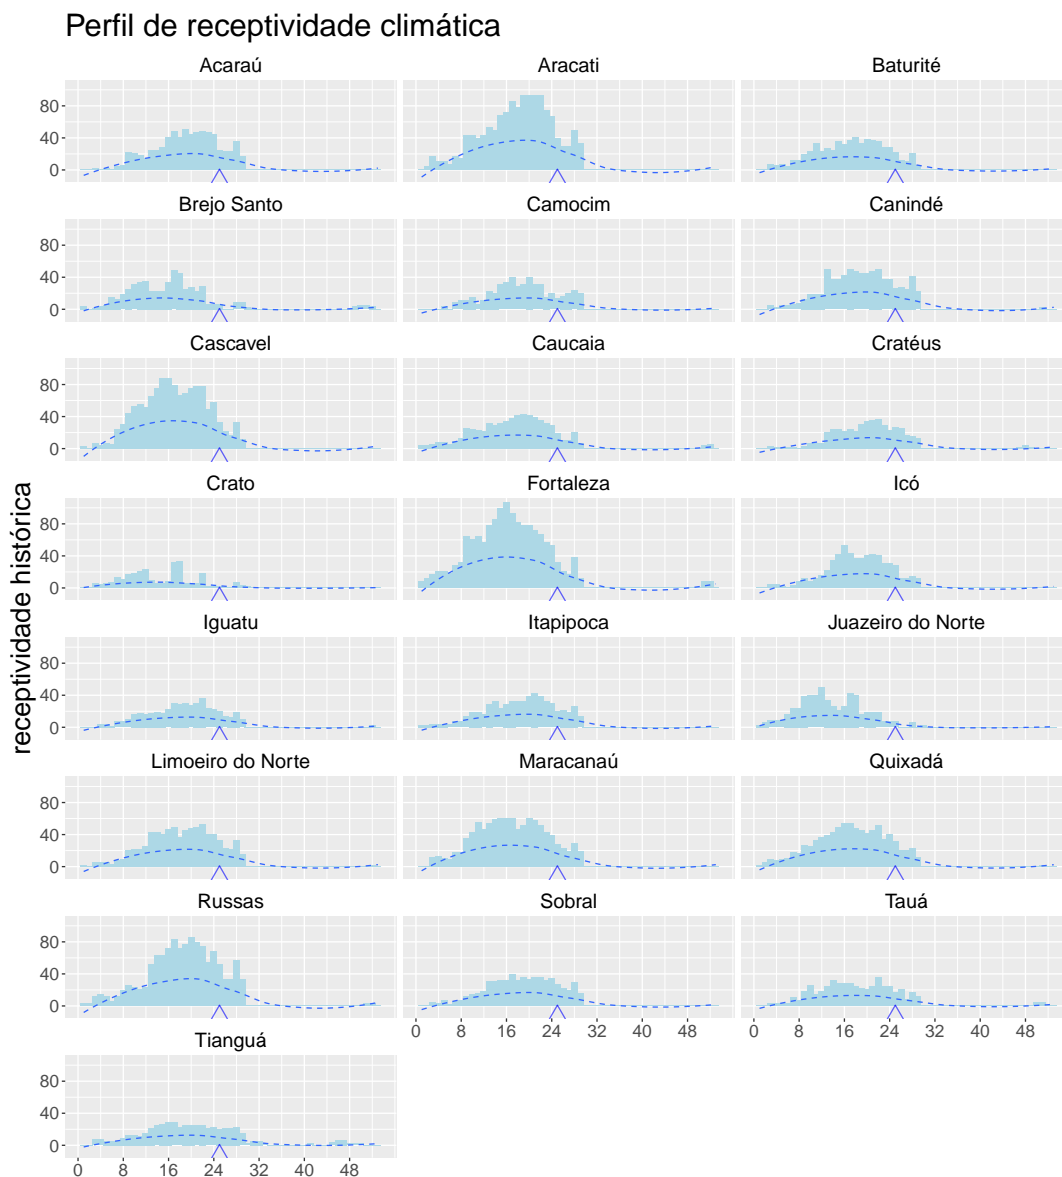 Perfil de receptividade climática
Acaraú Aracati Baturité
80
40
0
Brejo Santo Camocim Canindé
80
40
0
Cascavel Caucaia Cratéus
80
40
0
Crato Fortaleza Icó
80
40
0
receptividade histórica
Iguatu Itapipoca Juazeiro do Norte
80
40
0
Limoeiro do Norte Maracanaú Quixadá
80
40
0
Russas Sobral Tauá
80
40
0
0 8 16 24 32 40 48 0 8 16 24 32 40 48
Tianguá
80
40
0
0 8 16 24 32 40 48